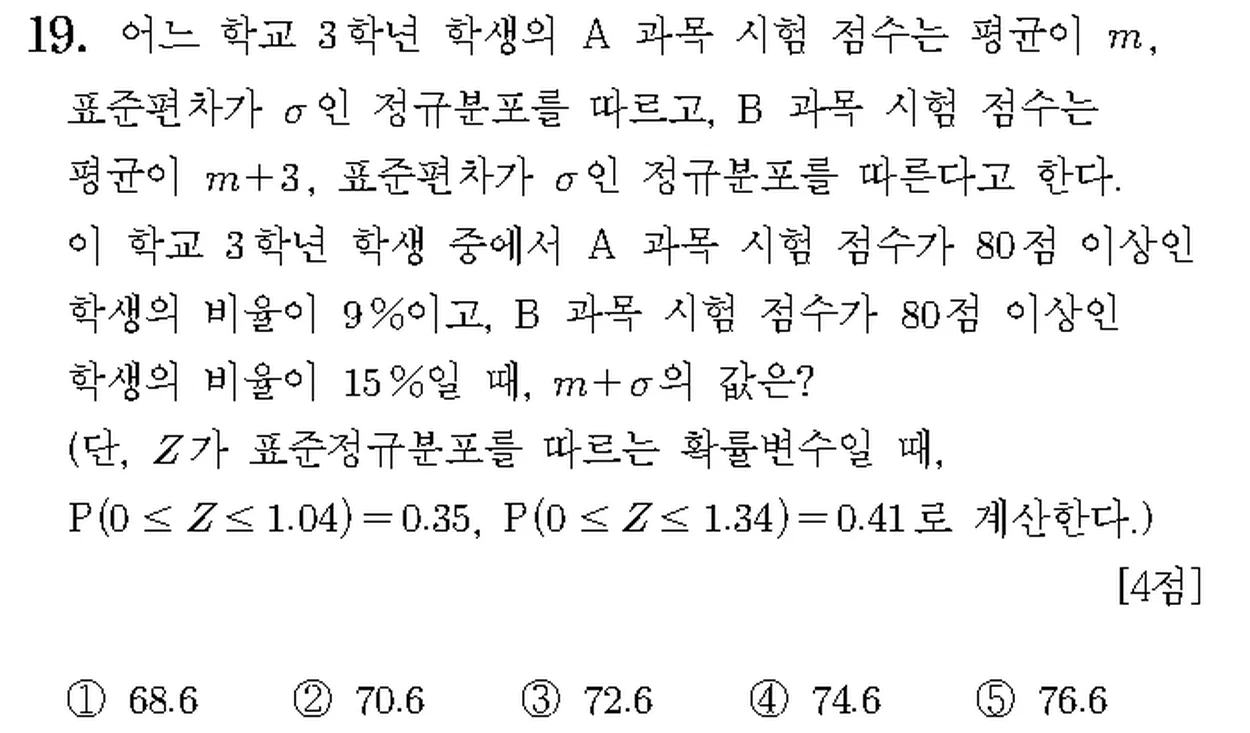 19. 어느 학교 3학년 학생의 A 과목 시험 점수는 평균이 m,
표준편차가 σ인 정규분포를 따르고, B 과목 시험 점수는
평균이 m+3, 표준편차가 σ인 정규분포를 따른다고 한다.
이 학교 3학년 학생 중에서 A 과목 시험 점수가 80점 이상인
학생의 비율이 9%이고, B 과목 시험 점수가 80점 이상인
학생의 비율이 15%일 때, m+σ의 값은?
(단, Z가 표준정규분포를 따르는 확률변수일 때,
P(0 ≤ Z ≤ 1.04)=0.35, P(0 ≤ Z ≤ 1.34)=0.41로 계산한다.)
[4점]
① 68.6 ② 70.6 ③ 72.6 ④ 74.6 ⑤ 76.6